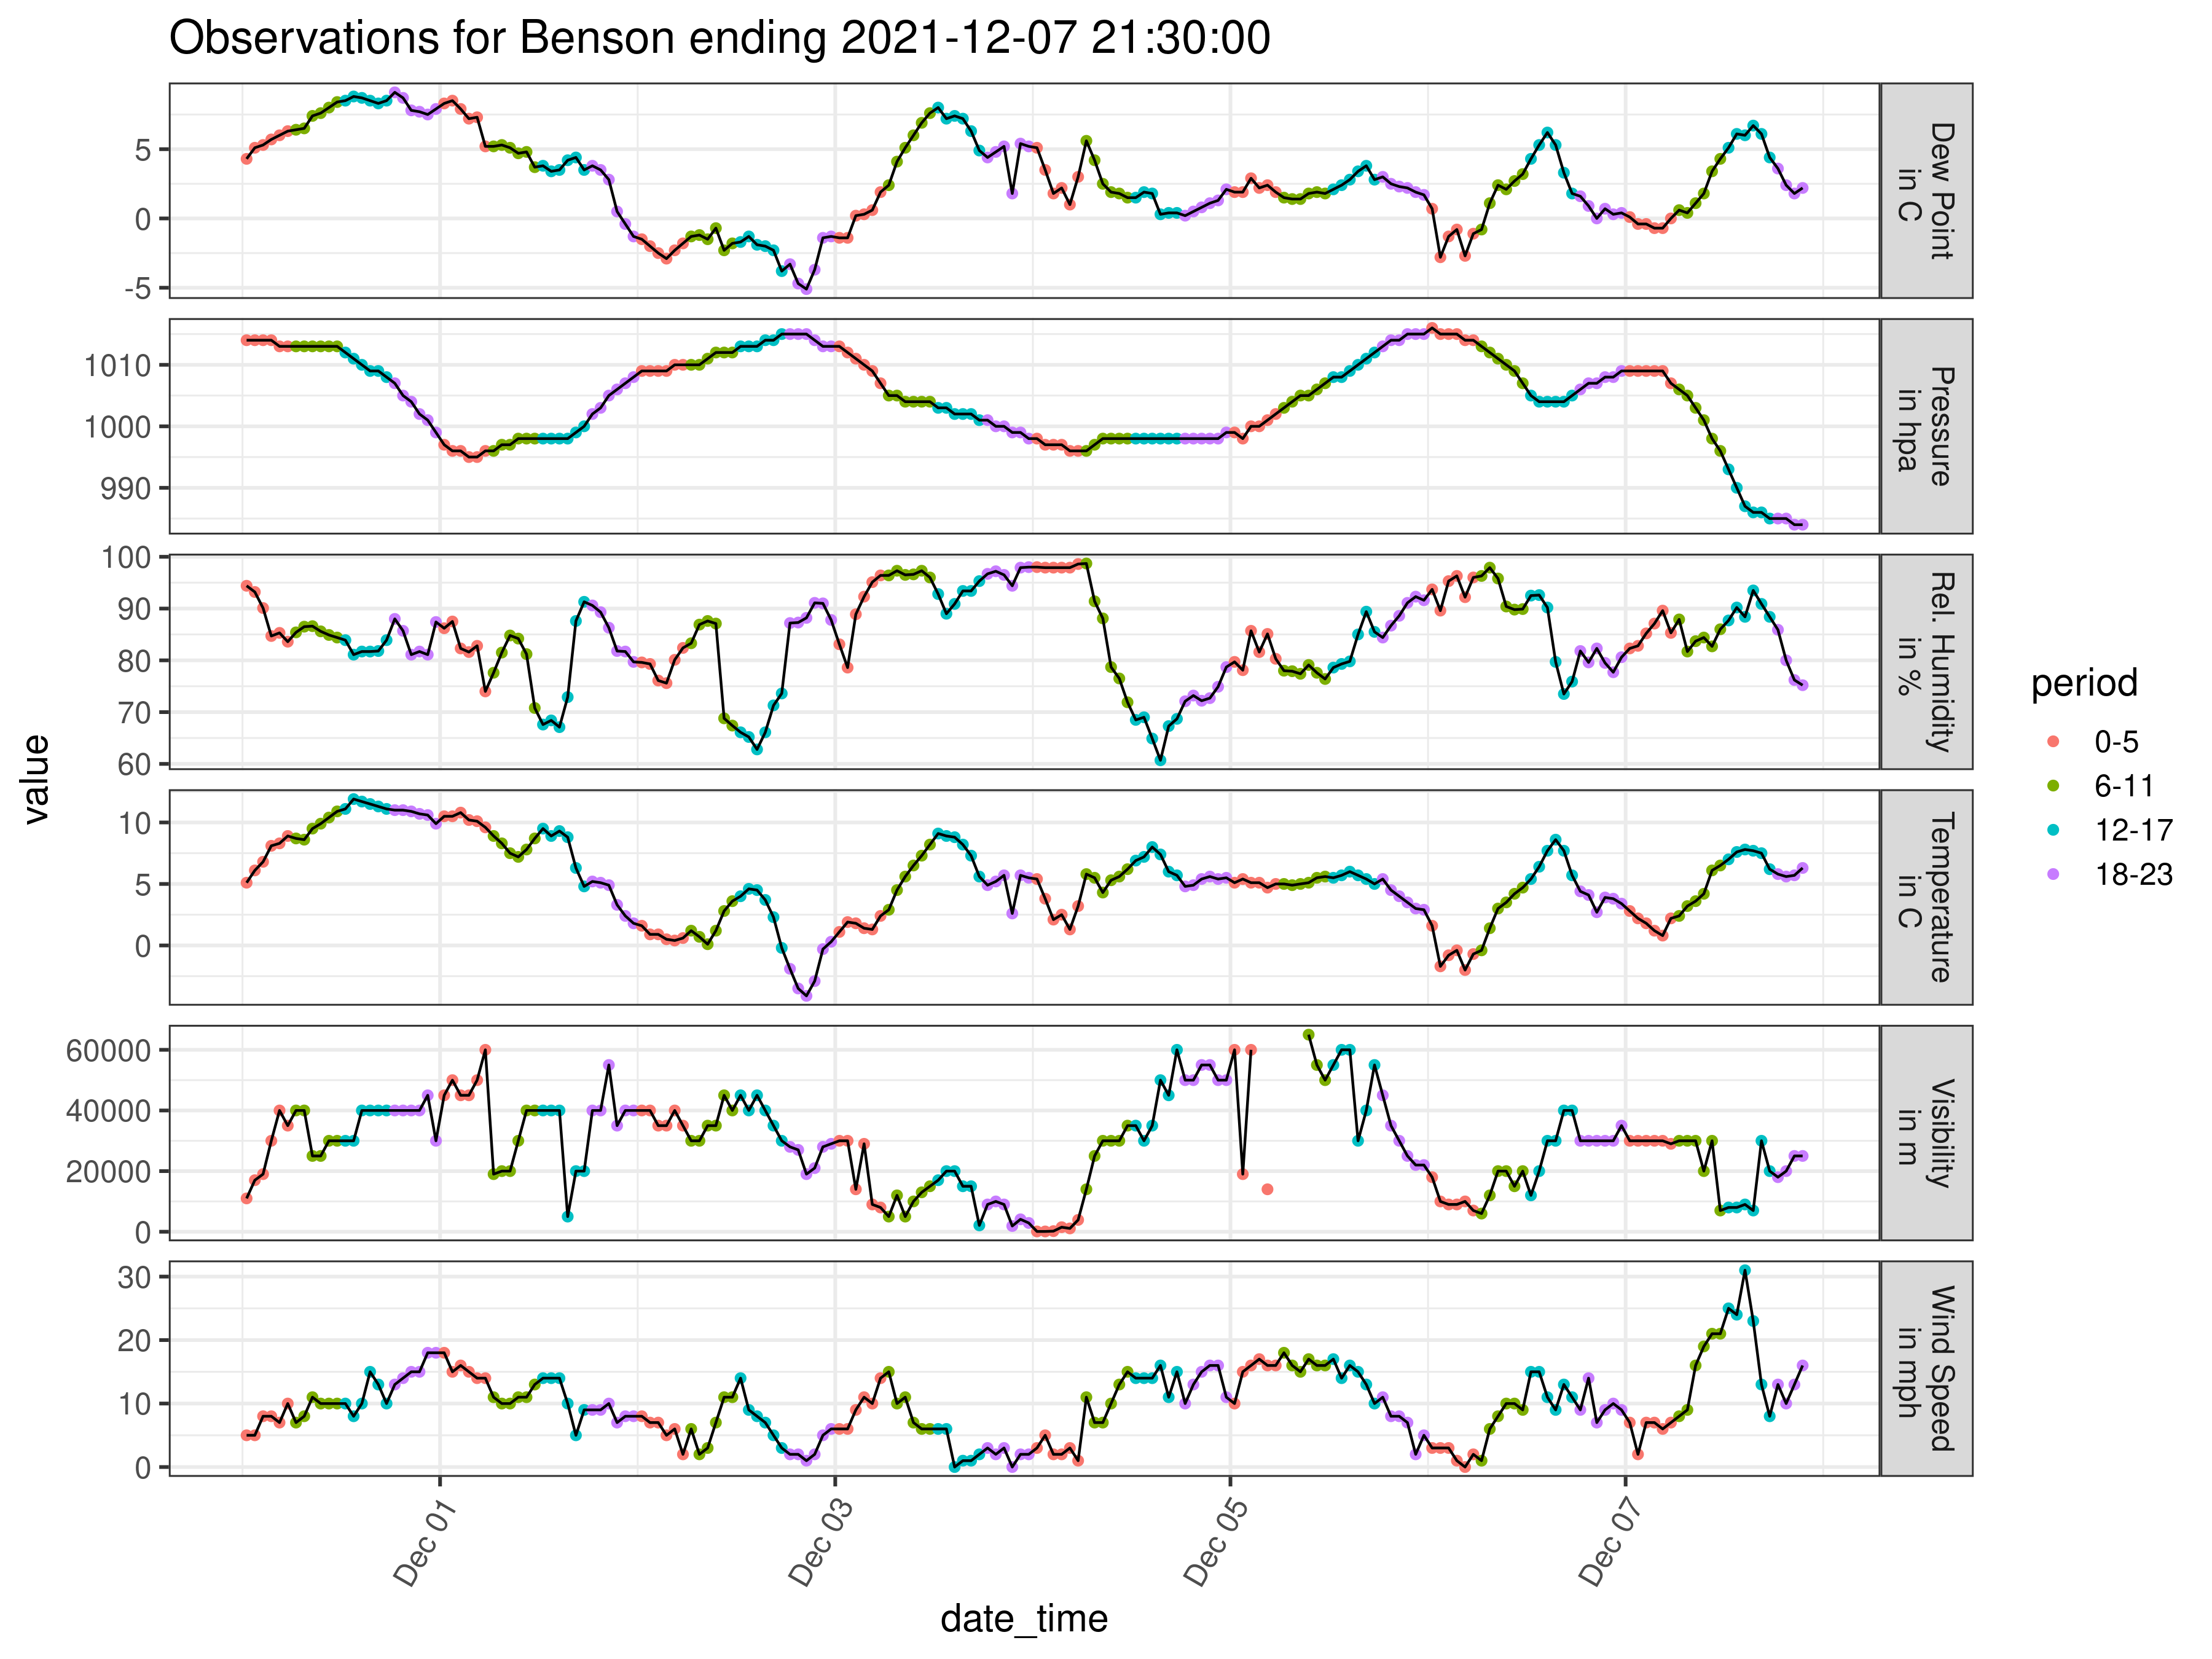 Observations for Benson ending 2021-12-07 21:30:00
value
5
0
-5
Dew Point
in C
1010
1000
990
Pressure
in hpa
100
90
80
70
60
Rel. Humidity
in %
10
5
0
Temperature
in C
60000
40000
20000
0
Visibility
in m
30
20
10
0
Wind Speed
in mph
Dec 01
Dec 03
Dec 05
Dec 07
date_time
period
0-5
6-11
12-17
18-23